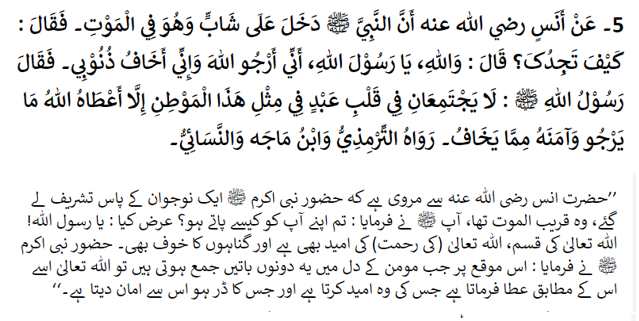 5۔ عَنْ أَنَسٍ رضي الله عنه أَنَّ النَّبِيَّ ﷺ دَخَلَ عَلَى شَابٍّ وَهُوَ فِي الْمَوْتِ۔ فَقَالَ :
كَيْفَ تَجِدُکَ؟ قَالَ : وَاللهِ، يَا رَسُوْلَ اللهِ، أَنِّي أَرْجُو اللهَ وَإِنِّي أَخَافُ ذُنُوْبِي۔ فَقَالَ
رَسُوْلُ اللهِ ﷺ : لَا يَجْتَمِعَانِ فِي قَلْبِ عَبْدٍ فِي مِثْلِ هَذَا الْمَوْطِنِ إِلَّا أَعْطَاهُ اللهُ مَا
يَرْجُو وَآمَنَهُ مِمَّا يَخَافُ۔ رَوَاهُ التِّرْمِذِيُّ وَابْنُ مَاجَه وَالنَّسَائِيُّ۔
’’حضرت انس رضی اللہ عنہ سے مروی ہے کہ حضور نبی اکرم ﷺ ایک نوجوان کے پاس تشریف لے
گئے، وہ قریب الموت تھا، آپ ﷺ نے فرمایا : تم اپنے آپ کو کیسے پاتے ہو؟ عرض کیا : یا رسول اللہ!
اللہ تعالیٰ کی قسم، اللہ تعالیٰ (کی رحمت) کی امید بھی ہے اور گناہوں کا خوف بھی۔ حضور نبی اکرم
ﷺ نے فرمایا : اس موقع پر جب مومن کے دل میں یہ دونوں باتیں جمع ہوتی ہیں تو اللہ تعالیٰ اسے
اس کے مطابق عطا فرماتا ہے جس کی وہ امید کرتا ہے اور جس کا ڈر ہو اس سے امان دیتا ہے۔‘‘